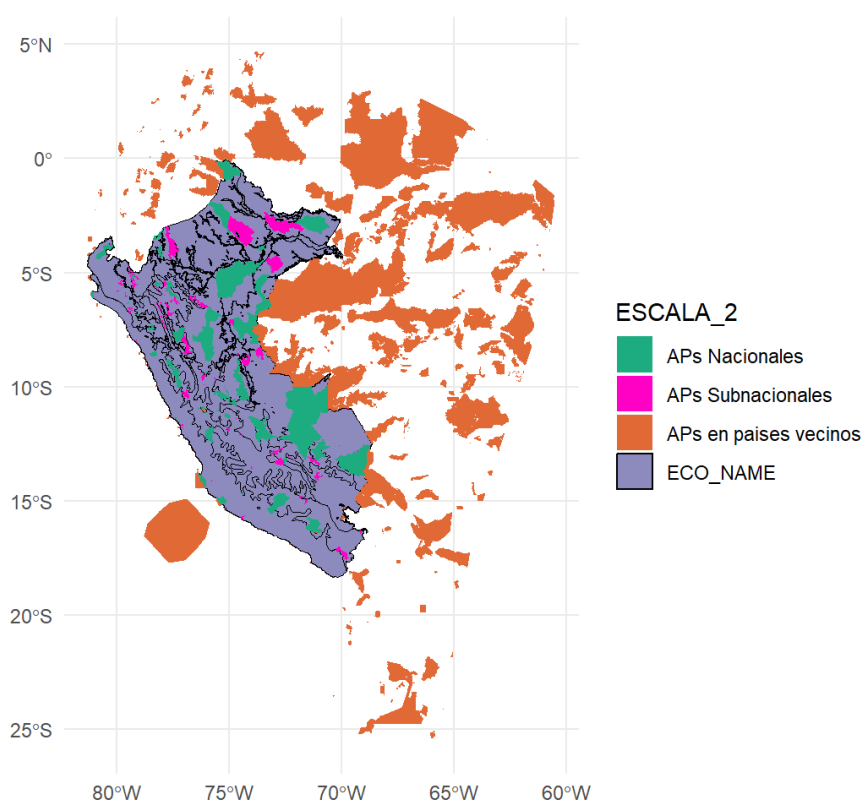 5°N
0°
5°S
10°S
15°S
20°S
25°S
80°W 75°W 70°W 65°W 60°W
ESCALA_2
APs Nacionales
APs Subnacionales
APs en paises vecinos
ECO_NAME